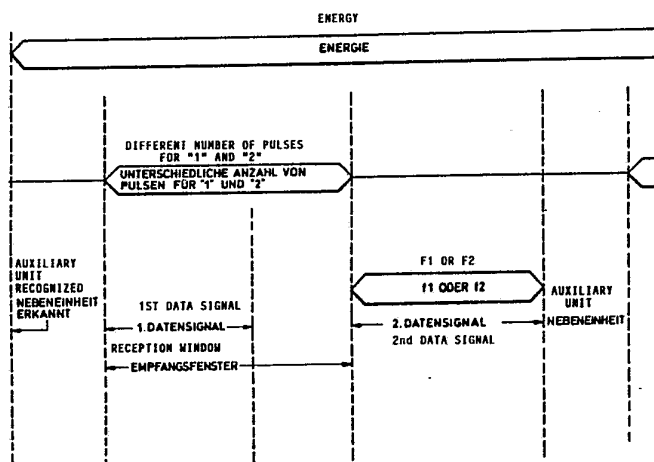 ENERGY
ENERGIE
DIFFERENT NUMBER OF PULSES
FOR "1" AND "2"
UNTERSCHIEDLICHE ANZAHL VON
PULSEN FÜR "1" UND "2"
F1 OR F2
f1 ODER f2
AUXILIARY
UNIT
RECOGNIZED
NEBENEINHEIT
ERKANNT
1ST DATA SIGNAL
1.DATENSIGNAL
RECEPTION WINDOW
EMPFANGSFENSTER
2.DATENSIGNAL
2nd DATA SIGNAL
AUXILIARY
UNIT
NEBENEINHEIT